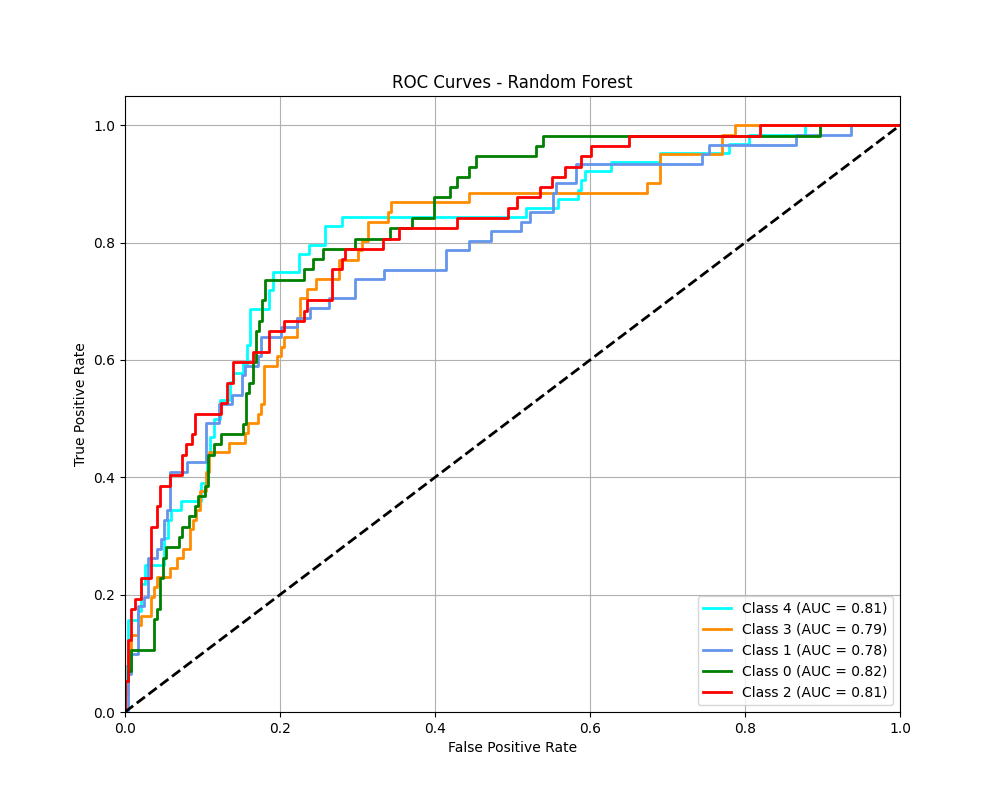 ROC Curves - Random Forest
True Positive Rate
1.0
0.8
0.6
0.4
0.2
0.0
0.0 0.2 0.4 0.6 0.8 1.0
False Positive Rate
Class 4 (AUC = 0.81)
Class 3 (AUC = 0.79)
Class 1 (AUC = 0.78)
Class 0 (AUC = 0.82)
Class 2 (AUC = 0.81)